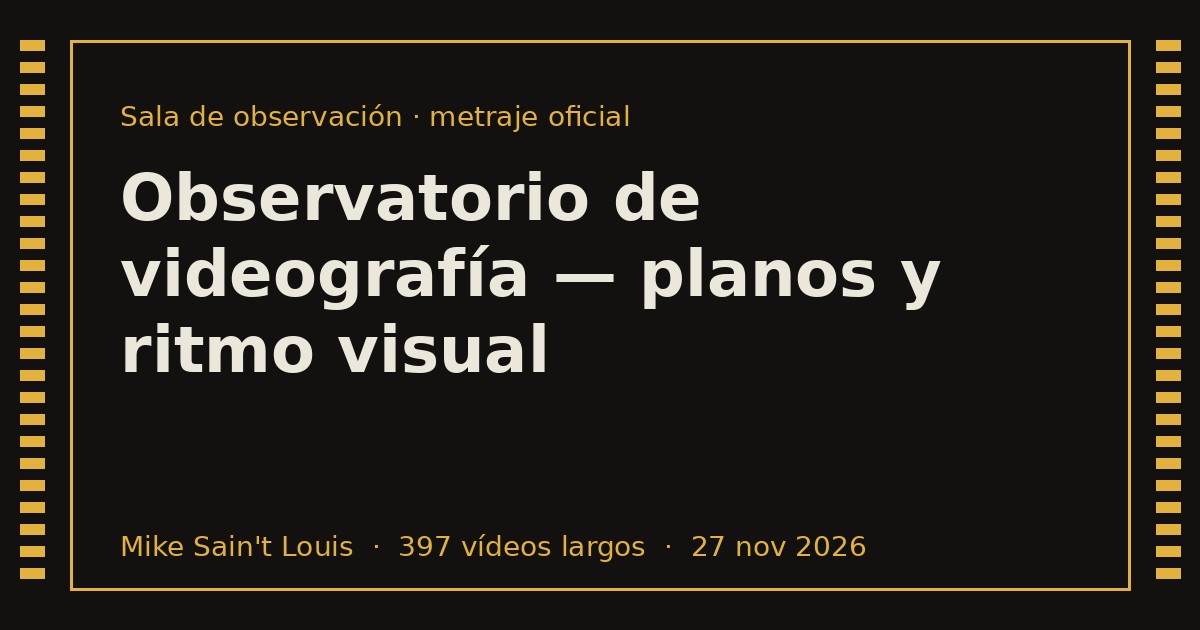 Sala de observación · metraje oficial
Observatorio de
videografía — planos y
ritmo visual
Mike Sain't Louis · 397 vídeos largos · 27 nov 2026